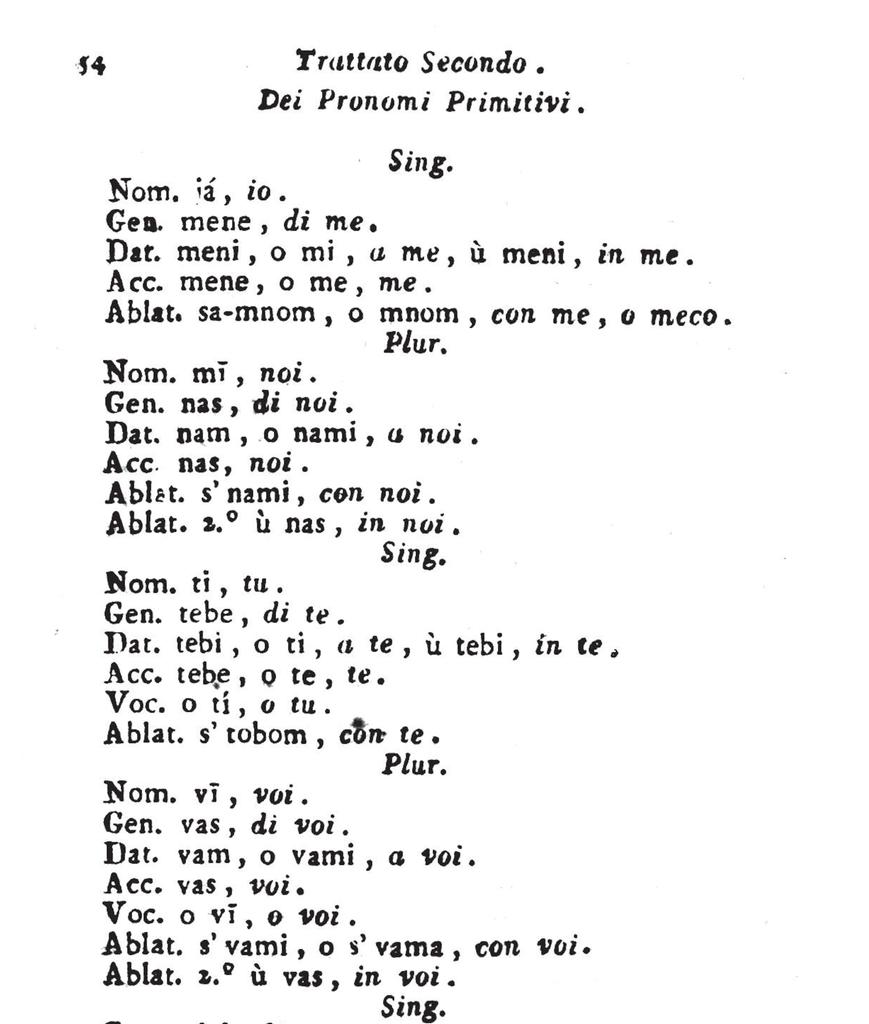 54 Trattato Secondo.
Dei Pronomi Primitivi.
Sing.
Nom. iá, io.
Gen. mene, di me.
Dat. meni, o mi, a me, ù meni, in me.
Acc. mene, o me, me.
Ablat. sa-mnom, o mnom, con me, o meco.
Plur.
Nom. mī, noi.
Gen. nas, di noi.
Dat. nam, o nami, a noi.
Acc. nas, noi.
Ablat. s' nami, con noi.
Ablat. 2.º ù nas, in noi.
Sing.
Nom. ti, tu.
Gen. tebe, di te.
Dat. tebi, o ti, a te, ù tebi, in te.
Acc. tebe, o te, te.
Voc. o tí, o tu.
Ablat. s' tobom, con te.
Plur.
Nom. vī, voi.
Gen. vas, di voi.
Dat. vam, o vami, a voi.
Acc. vas, voi.
Voc. o vī, o voi.
Ablat. s' vami, o s' vama, con voi.
Ablat. 2.º ù vas, in voi.
Sing.